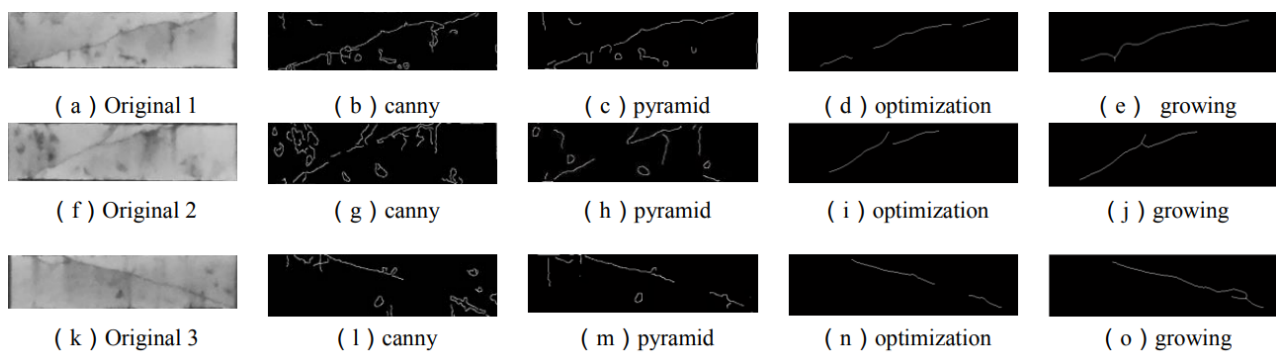 ( a ) Original 1 ( b ) canny ( c ) pyramid ( d ) optimization ( e ) growing
( f ) Original 2 ( g ) canny ( h ) pyramid ( i ) optimization ( j ) growing
( k ) Original 3 ( l ) canny ( m ) pyramid ( n ) optimization ( o ) growing